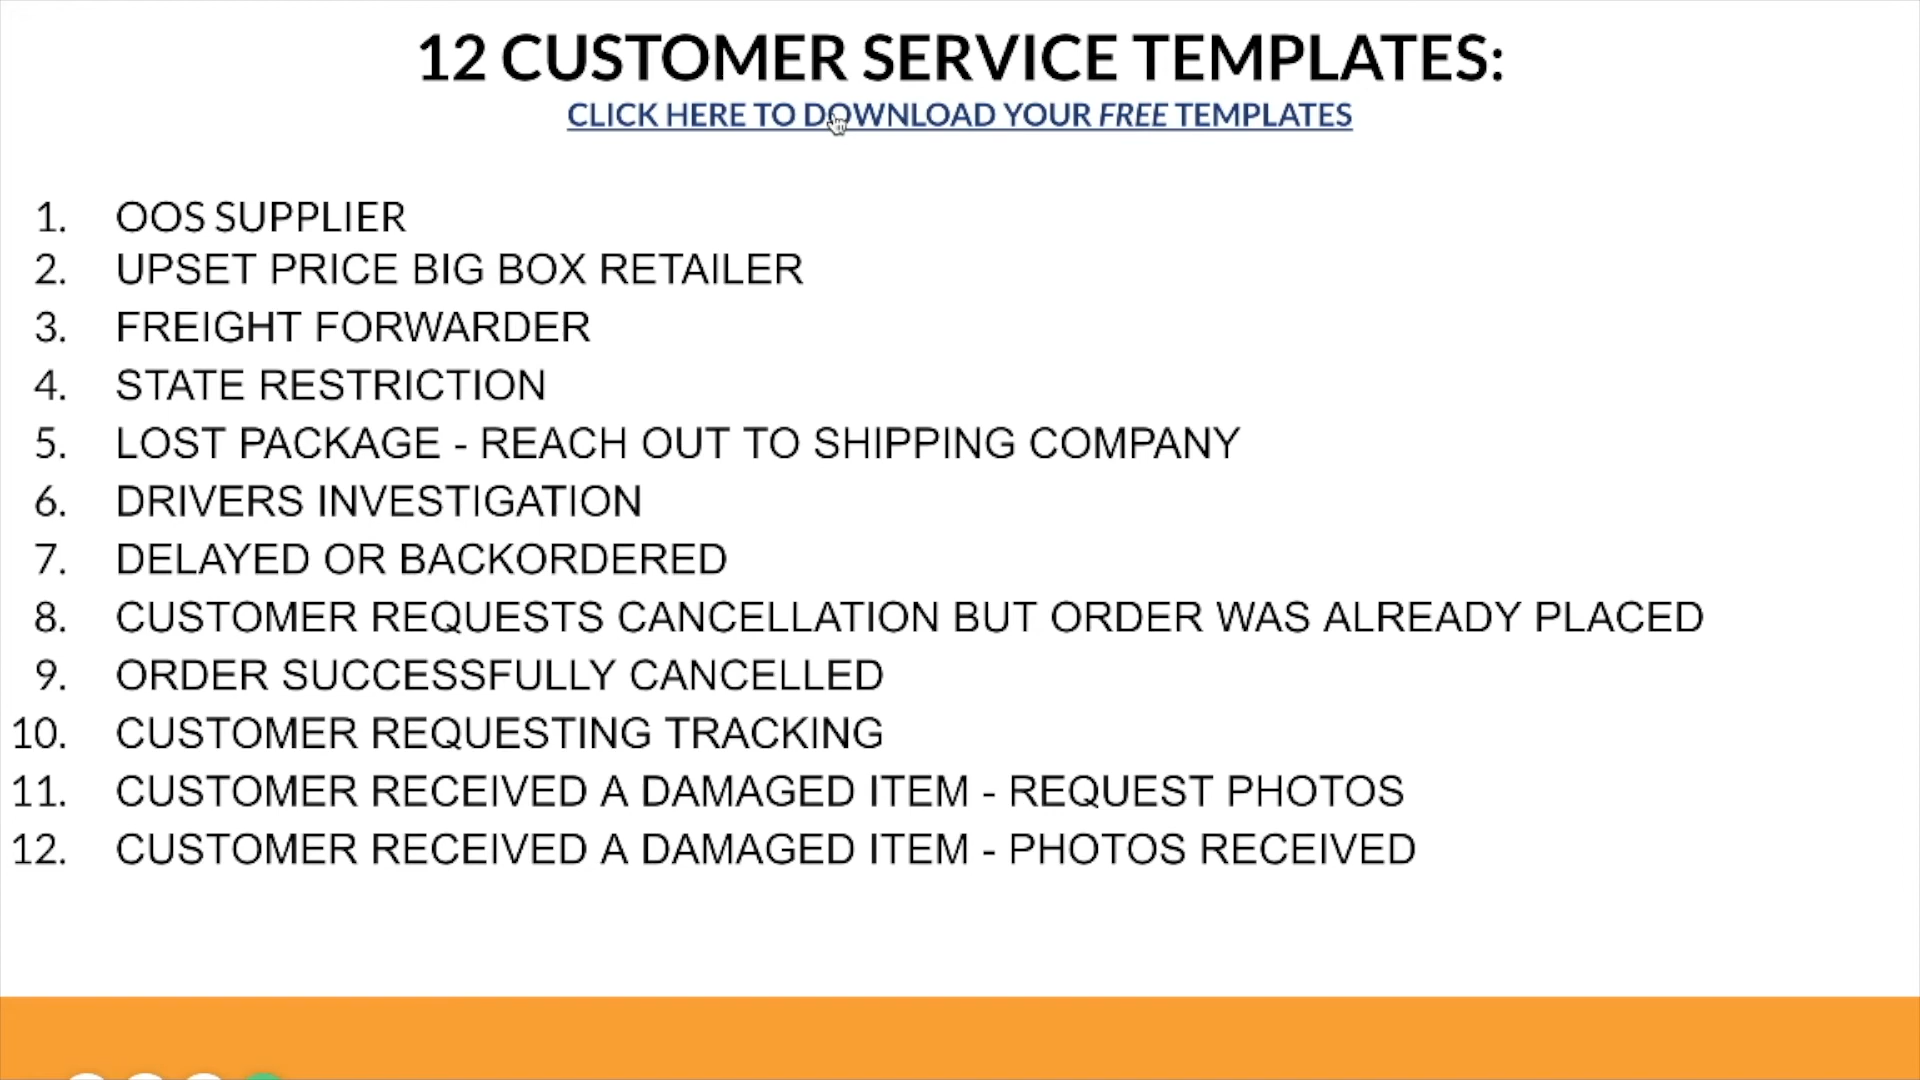 12 CUSTOMER SERVICE TEMPLATES:
CLICK HERE TO DOWNLOAD YOUR FREE TEMPLATES
1. OOS SUPPLIER
2. UPSET PRICE BIG BOX RETAILER
3. FREIGHT FORWARDER
4. STATE RESTRICTION
5. LOST PACKAGE - REACH OUT TO SHIPPING COMPANY
6. DRIVERS INVESTIGATION
7. DELAYED OR BACKORDERED
8. CUSTOMER REQUESTS CANCELLATION BUT ORDER WAS ALREADY PLACED
9. ORDER SUCCESSFULLY CANCELLED
10. CUSTOMER REQUESTING TRACKING
11. CUSTOMER RECEIVED A DAMAGED ITEM - REQUEST PHOTOS
12. CUSTOMER RECEIVED A DAMAGED ITEM - PHOTOS RECEIVED